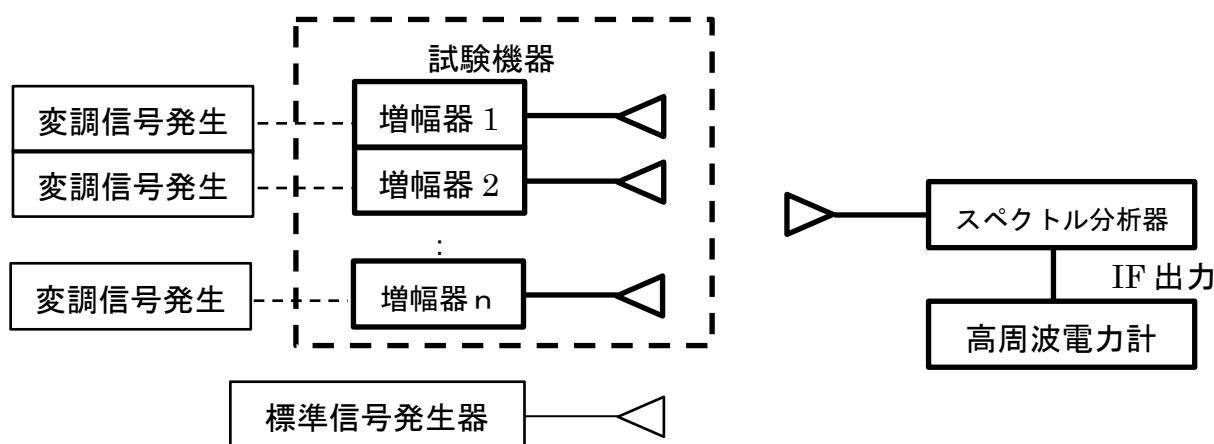 試験機器
変調信号発生
増幅器 1
変調信号発生
増幅器 2
:
変調信号発生
増幅器 n
標準信号発生器
スペクトル分析器
IF 出力
高周波電力計